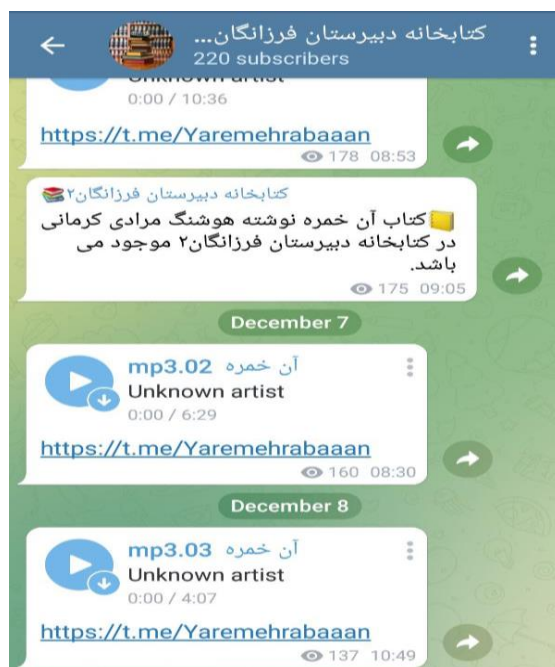 کتابخانه دبیرستان فرزانگان...
220 subscribers
Unknown artist
0:00 / 10:36
https://t.me/Yaremehrabaaan
178 08:53
کتابخانه دبیرستان فرزانگان۲📚
📒کتاب آن خمره نوشته هوشنگ مرادی کرمانی
در کتابخانه دبیرستان فرزانگان۲ موجود می
باشد.
175 09:05
December 7
آن خمره mp3.02
Unknown artist
0:00 / 6:29
https://t.me/Yaremehrabaaan
160 08:30
December 8
آن خمره mp3.03
Unknown artist
0:00 / 4:07
https://t.me/Yaremehrabaaan
137 10:49